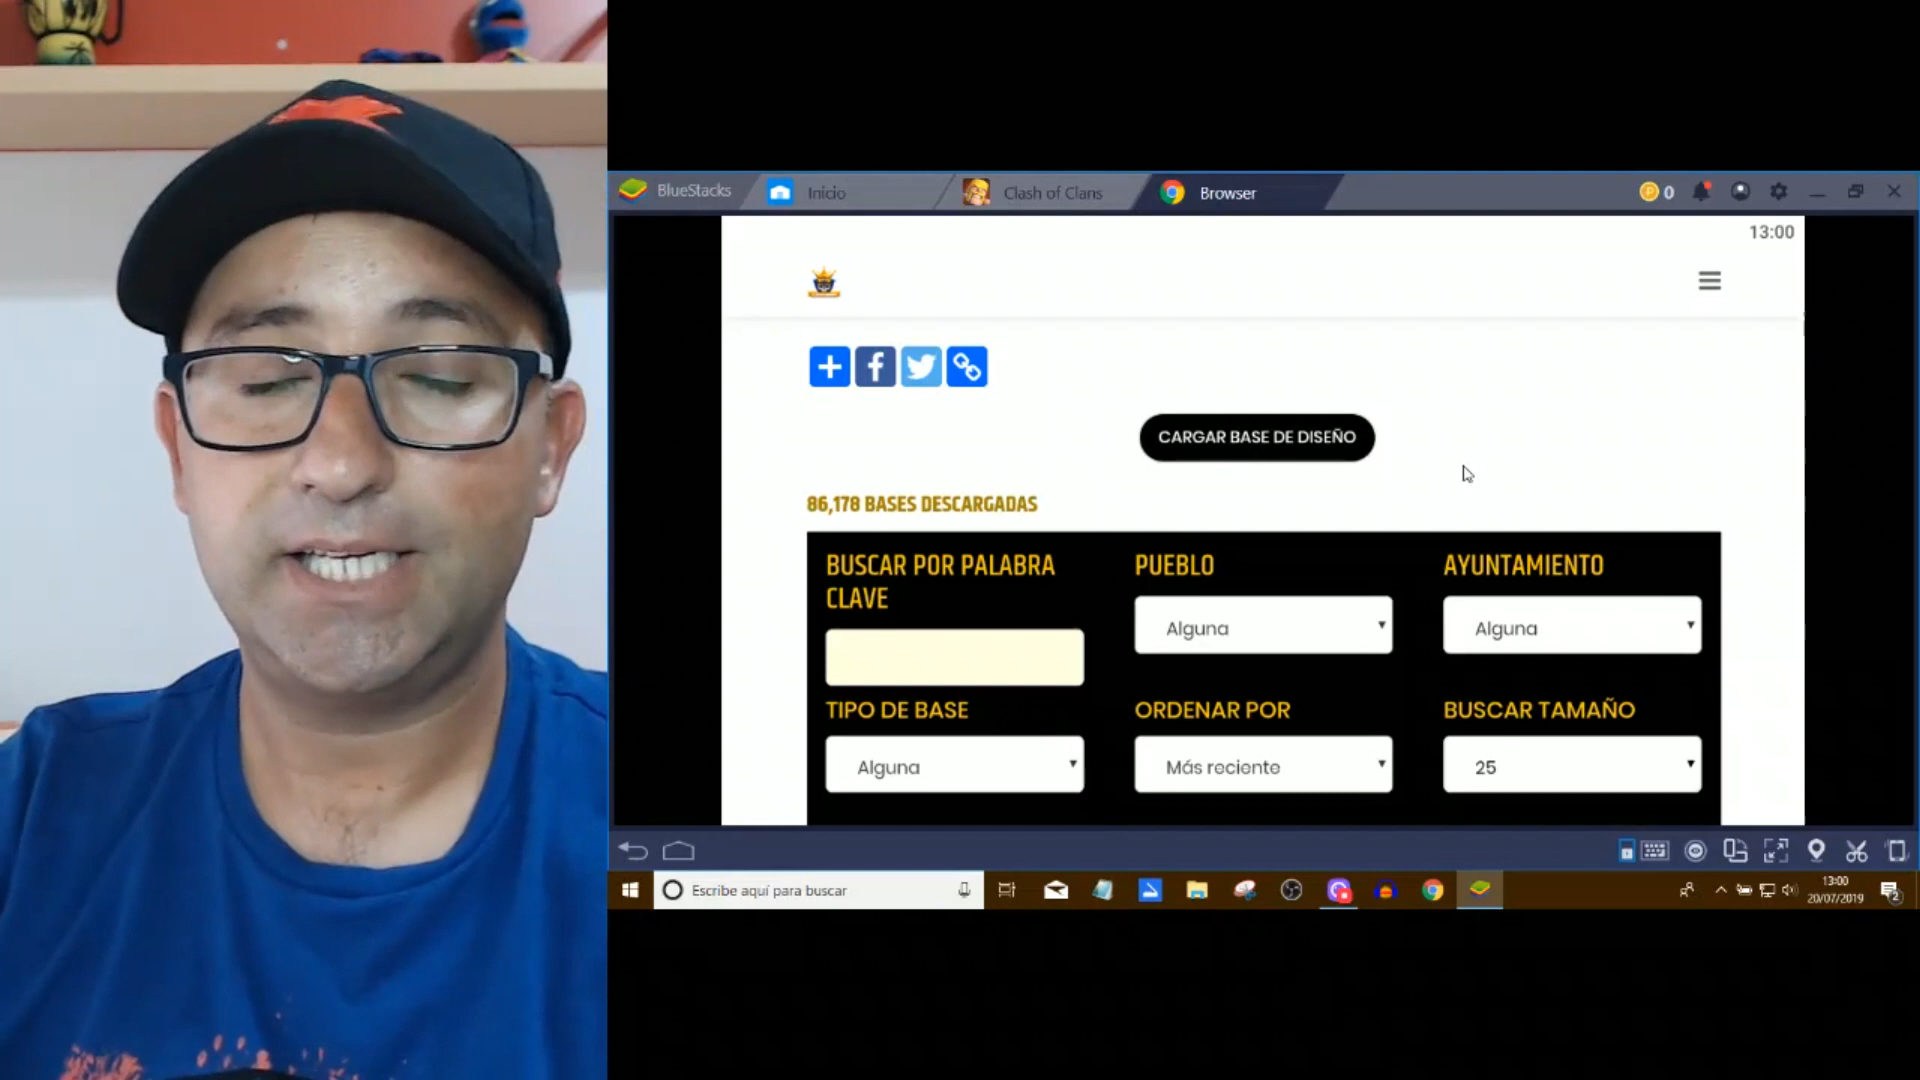 BlueStacks
Inicio
Clash of Clans
Browser
0
13:00
CARGAR BASE DE DISEÑO
86,178 BASES DESCARGADAS
BUSCAR POR PALABRA
CLAVE
PUEBLO
Alguna
AYUNTAMIENTO
Alguna
TIPO DE BASE
Alguna
ORDENAR POR
Más reciente
BUSCAR TAMAÑO
25
Escribe aquí para buscar
13:00
20/07/2019
2